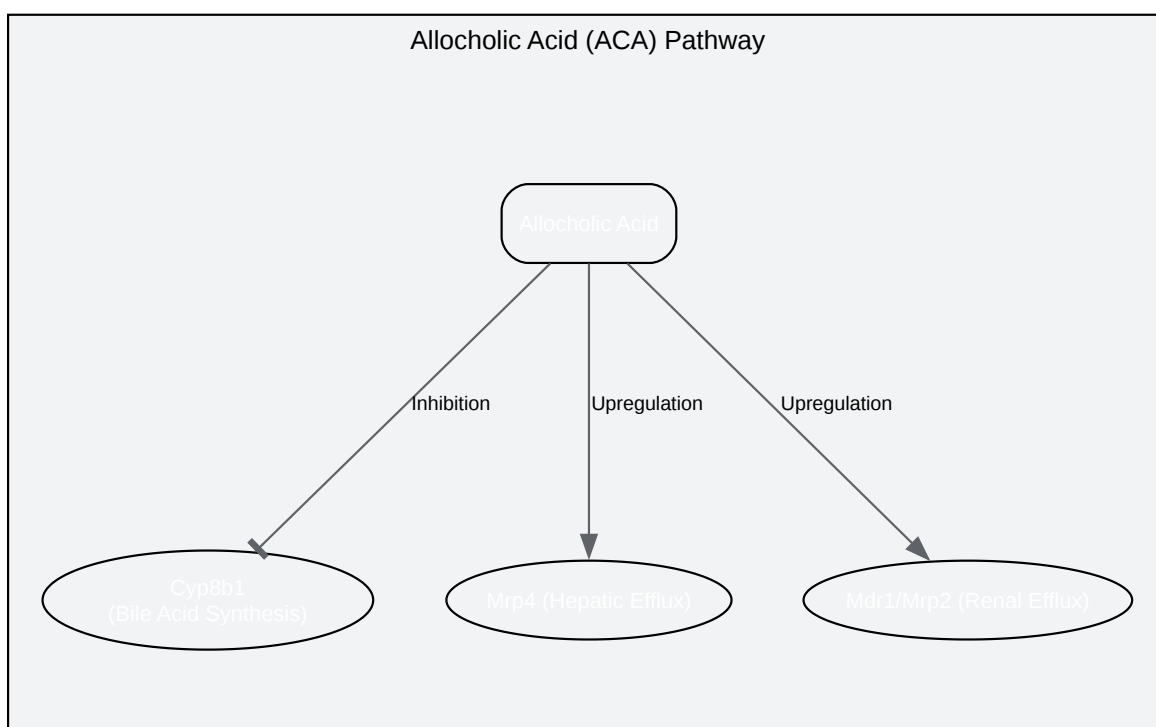 Allocholic Acid (ACA) Pathway
Allocholic Acid
Inhibition
Upregulation
Upregulation
Cyp8b1
(Bile Acid Synthesis)
Mrp4 (Hepatic Efflux)
Mdr1/Mrp2 (Renal Efflux)